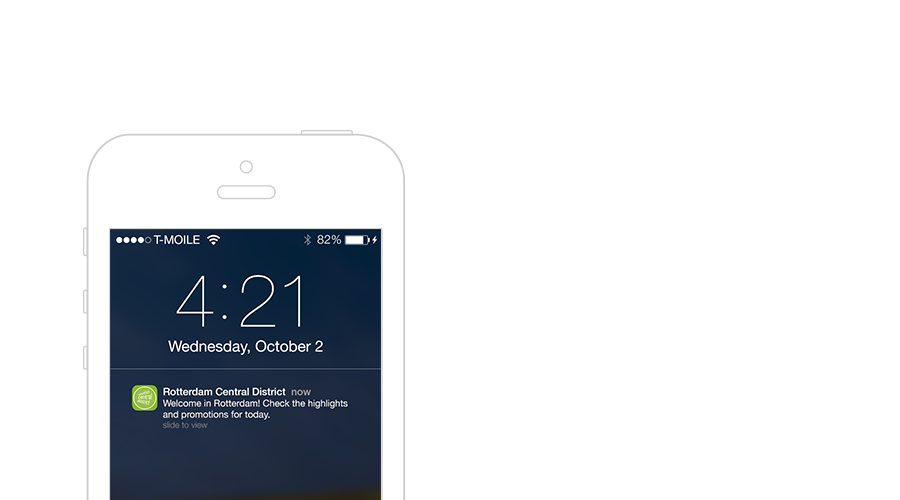 T-MOILE 82%
4:21
Wednesday, October 2
Rotterdam Central District now
Welcome in Rotterdam! Check the highlights
and promotions for today.
slide to view